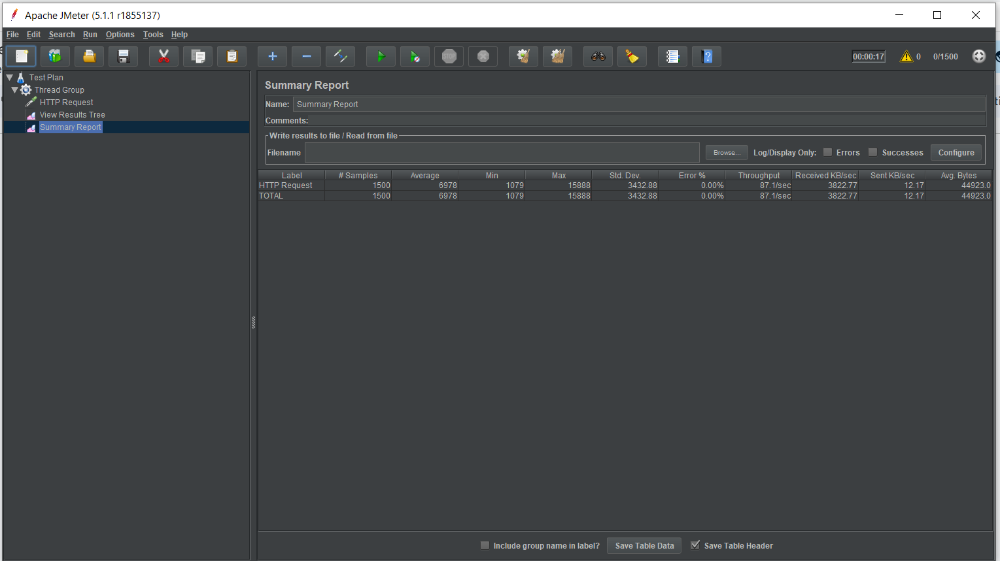 Apache JMeter (5.1.1 r1855137)
File Edit Search Run Options Tools Help
STOP 00:00:17 0 0/1500
Test Plan
Thread Group
HTTP Request
View Results Tree
Summary Report
Summary Report
Name: Summary Report
Comments:
Write results to file / Read from file
Filename Browse... Log/Display Only: Errors Successes Configure
Label # Samples Average Min Max Std. Dev. Error % Throughput Received KB/sec Sent KB/sec Avg. Bytes
HTTP Request 1500 6978 1079 15888 3432.88 0.00% 87.1/sec 3822.77 12.17 44923.0
TOTAL 1500 6978 1079 15888 3432.88 0.00% 87.1/sec 3822.77 12.17 44923.0
Include group name in label? Save Table Data Save Table Header